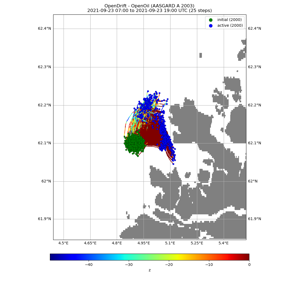 OpenDrift - OpenOil (AASGARD A 2003)
2021-09-23 07:00 to 2021-09-23 19:00 UTC (25 steps)
initial (2000)
active (2000)
62.4°N 62.4°N
62.3°N 62.3°N
62.2°N 62.2°N
62.1°N 62.1°N
62°N 62°N
61.9°N 61.9°N
4.5°E 4.65°E 4.8°E 4.95°E 5.1°E 5.25°E 5.4°E
−40 −30 −20 −10 0
z